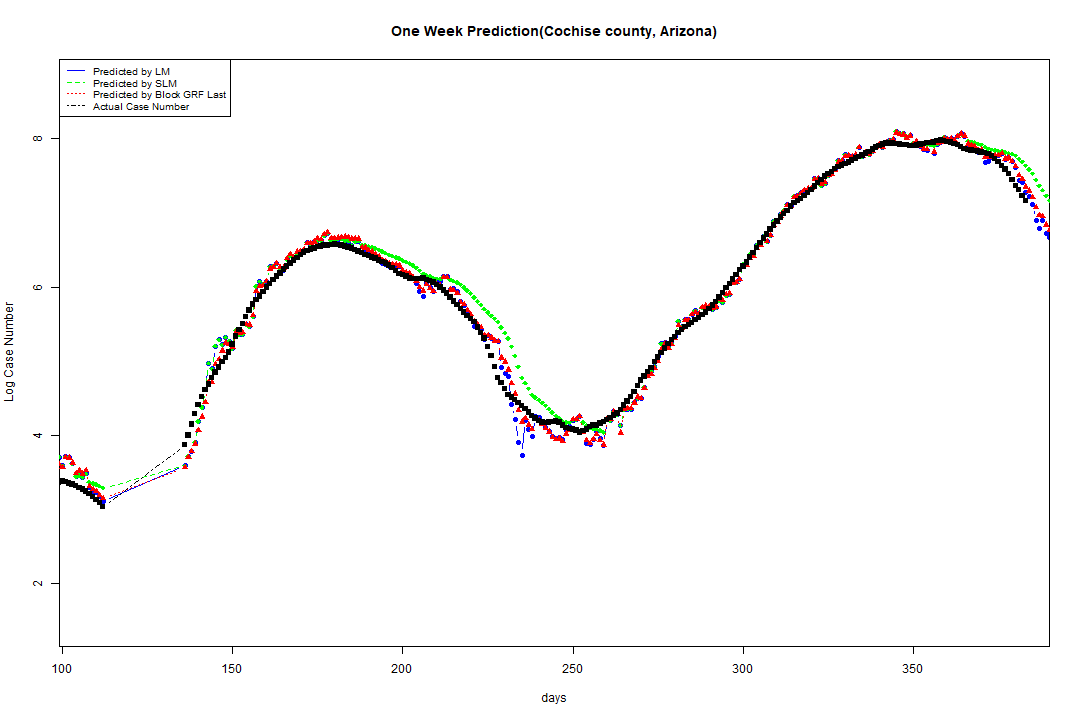 One Week Prediction(Cochise county, Arizona)
Predicted by LM
Predicted by SLM
Predicted by Block GRF Last
Actual Case Number
8
6
4
2
Log Case Number
100 150 200 250 300 350
days